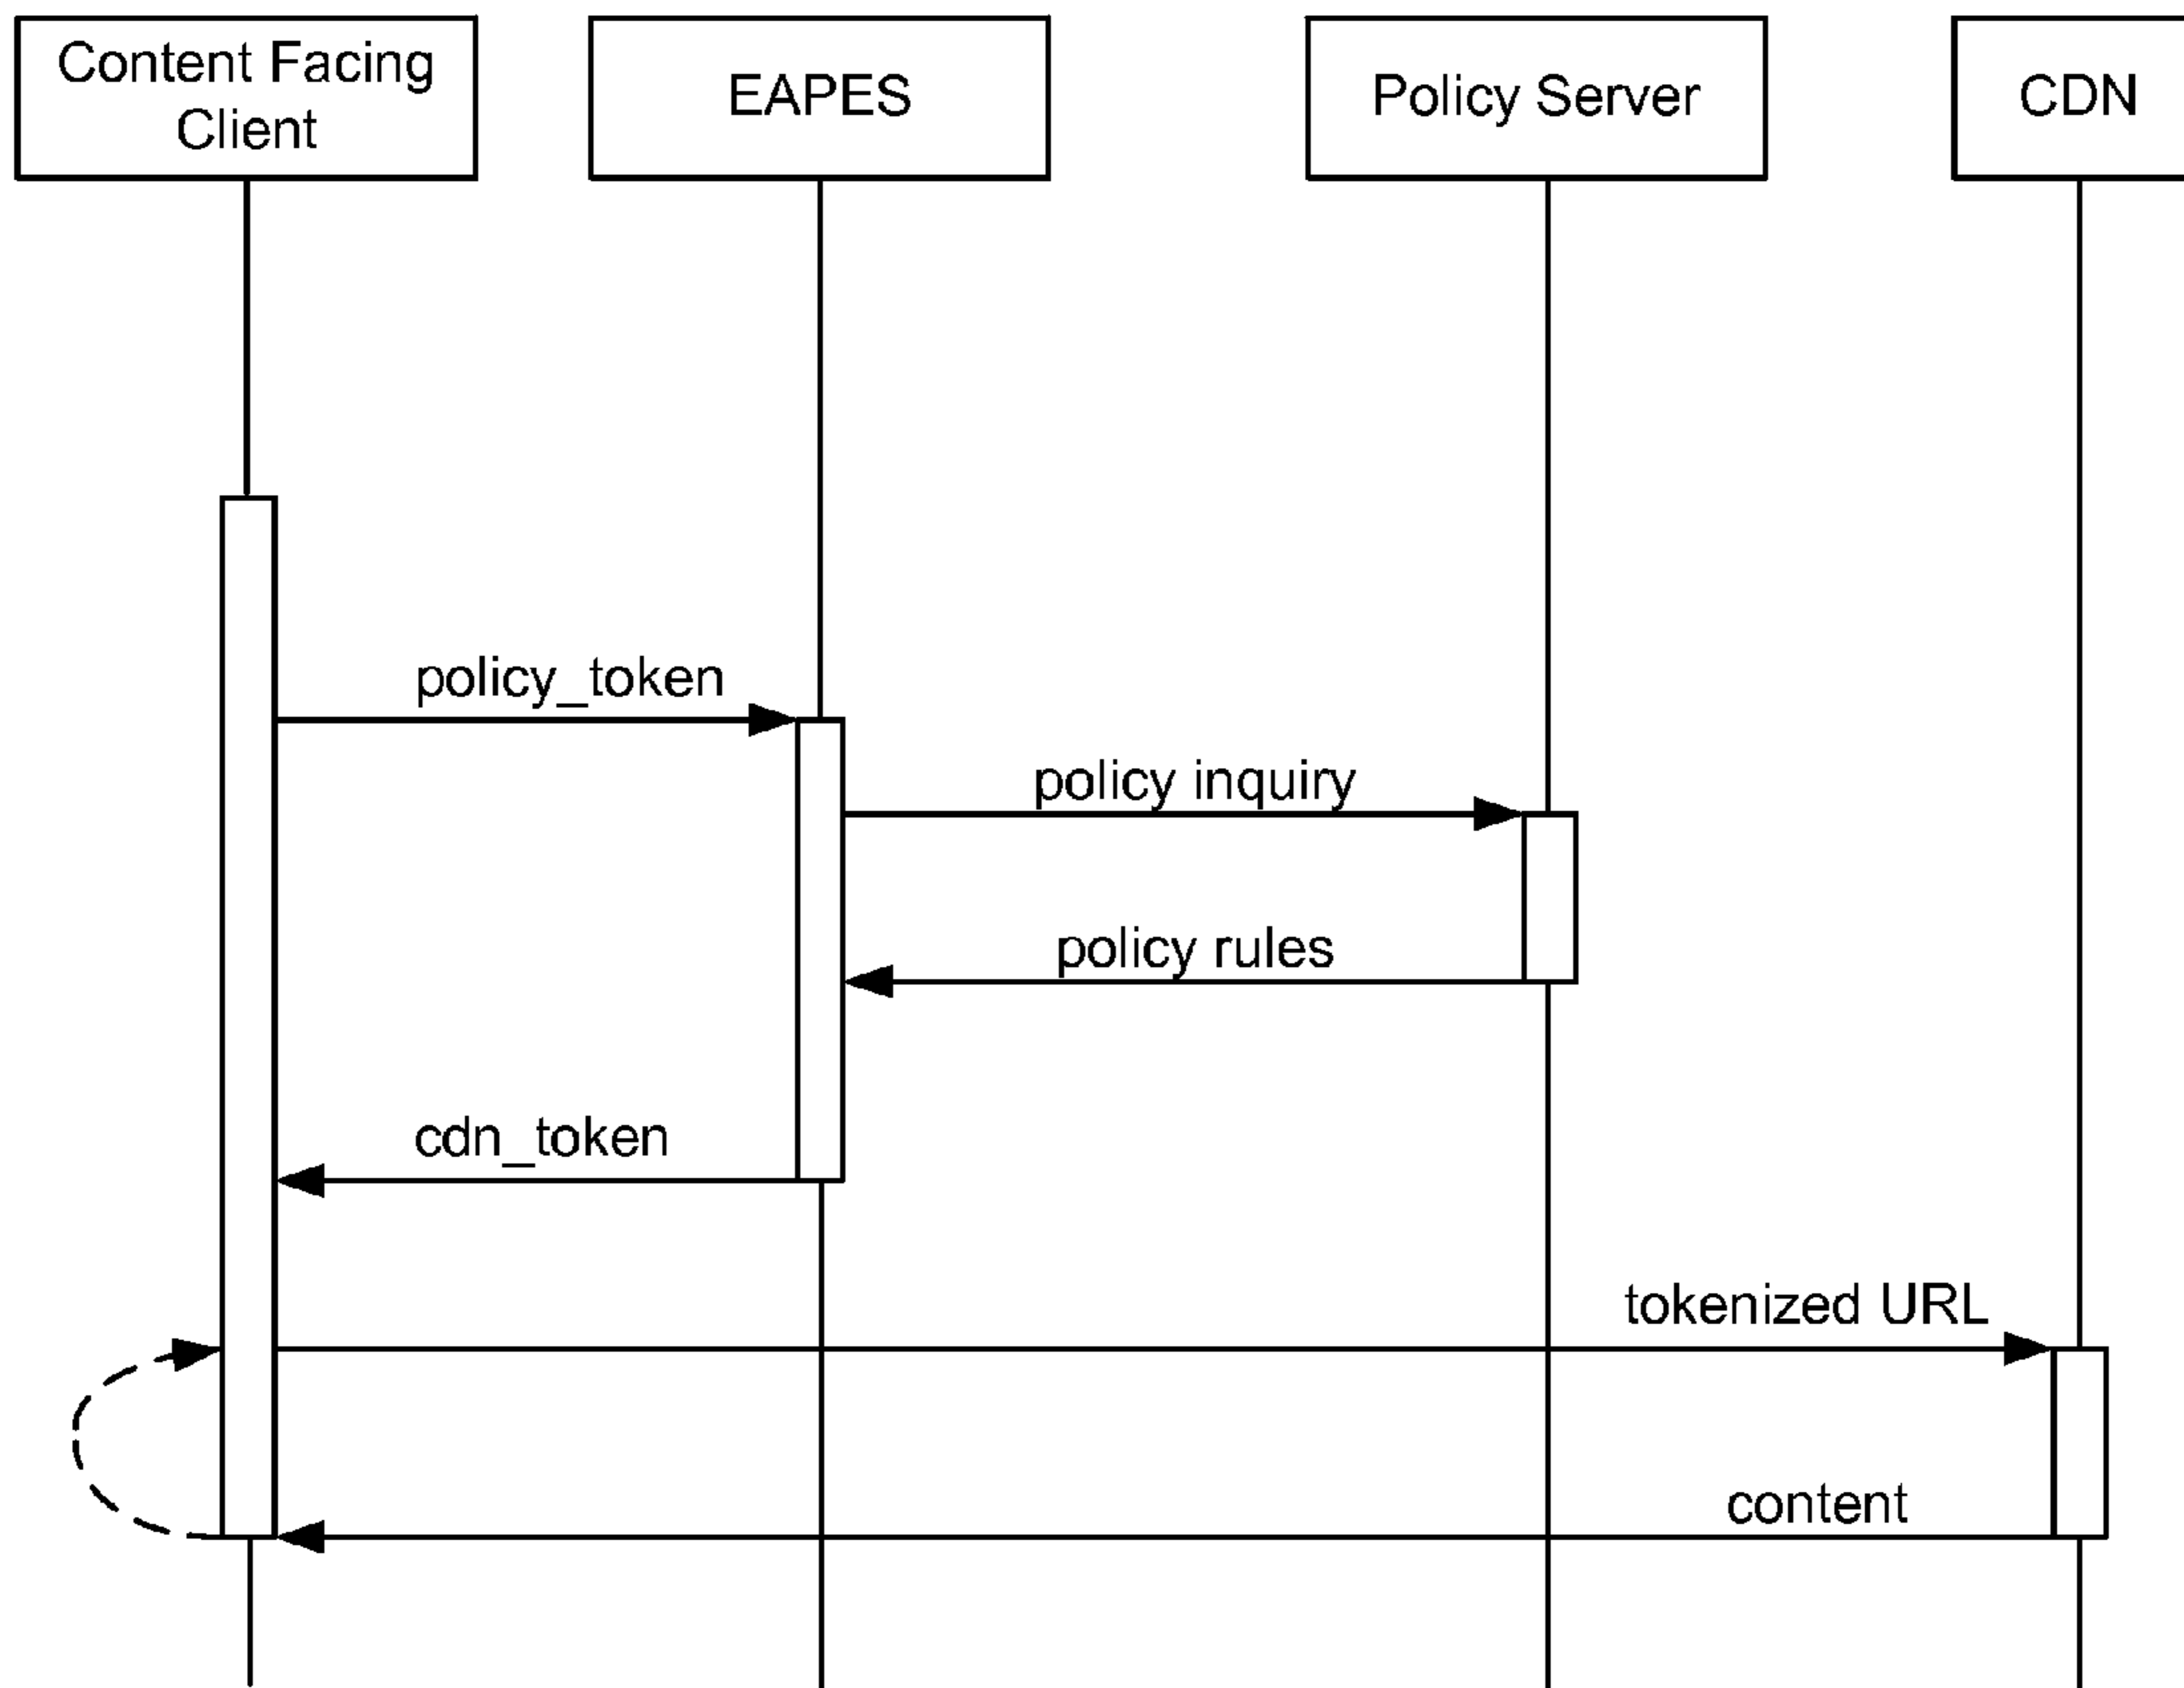 Content Facing
Client
EAPES
Policy Server
CDN
policy_token
policy inquiry
policy rules
cdn_token
tokenized URL
content